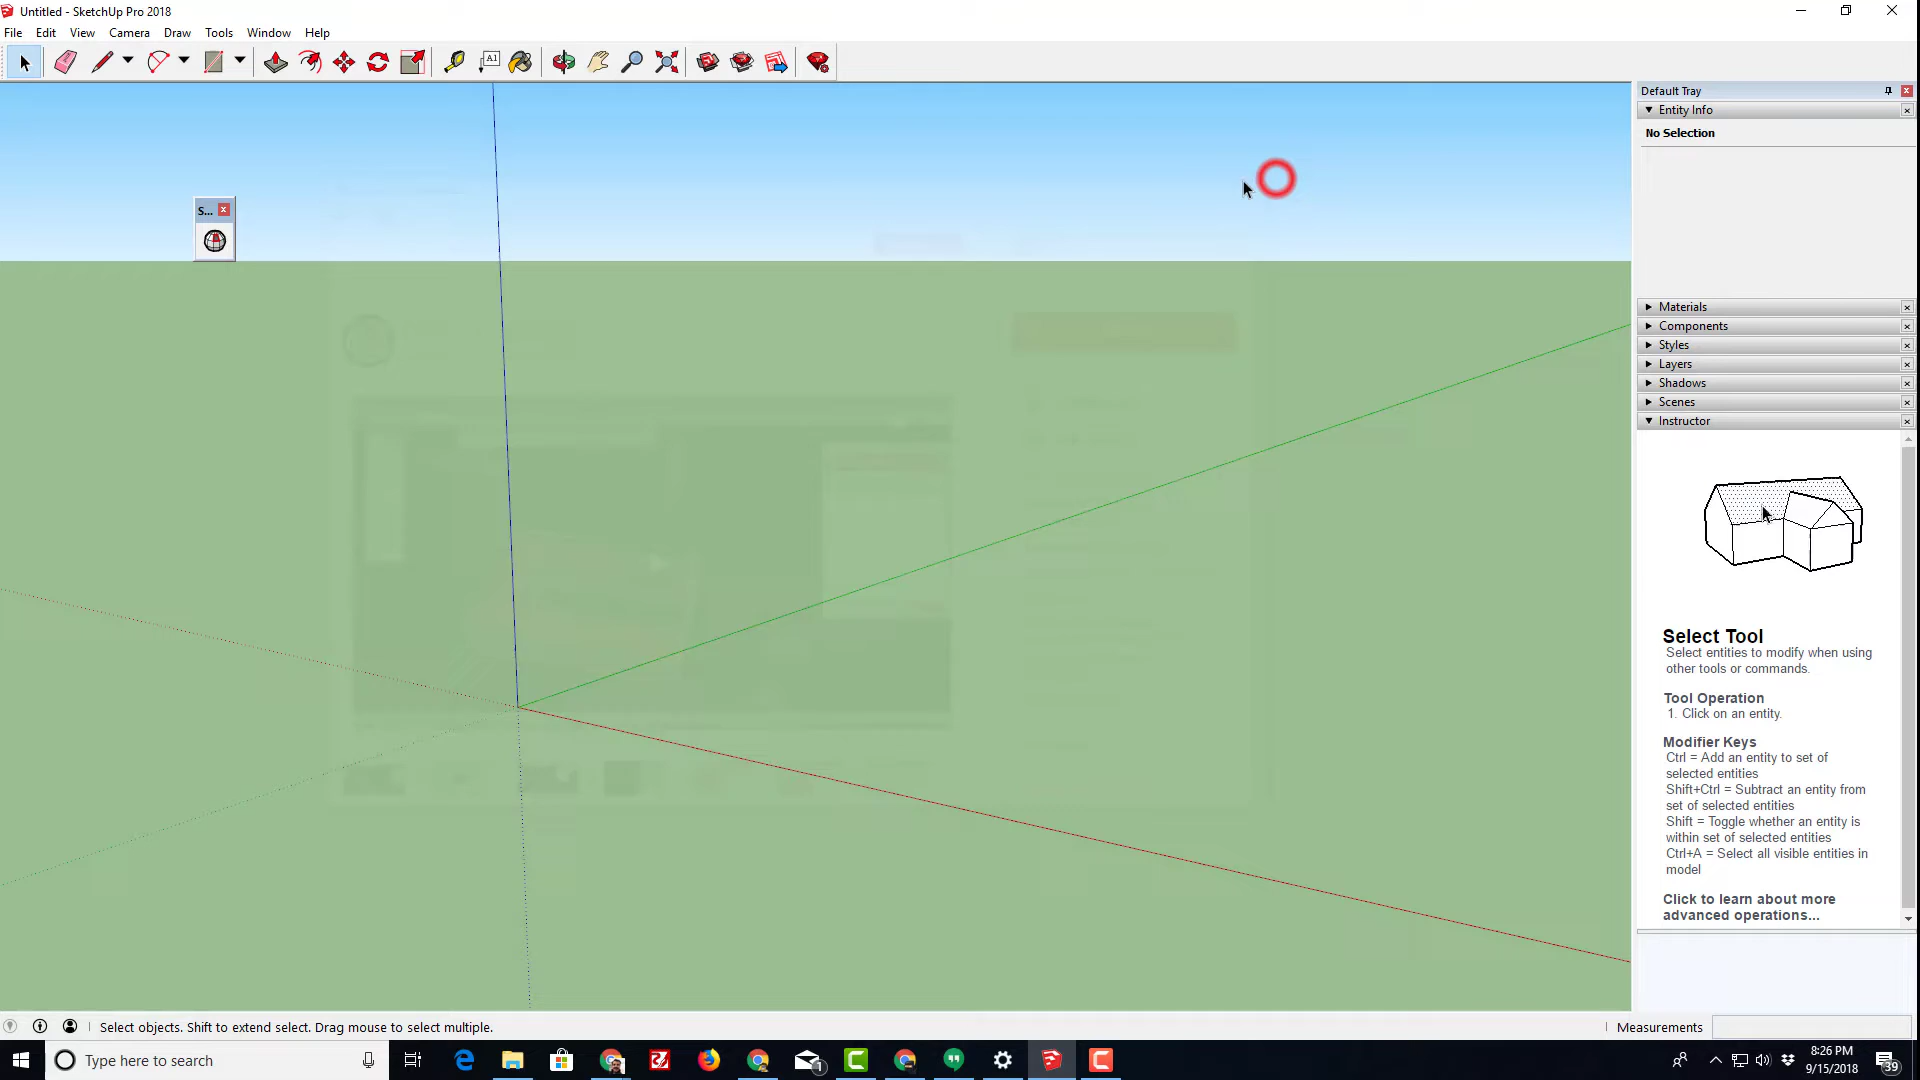 Untitled - SketchUp Pro 2018
File Edit View Camera Draw Tools Window Help
A1
Default Tray
Entity Info
No Selection
S...
Materials
Components
Styles
Layers
Shadows
Scenes
Instructor
Select Tool
Select entities to modify when using
other tools or commands.
Tool Operation
1. Click on an entity.
Modifier Keys
Ctrl = Add an entity to set of
selected entities
Shift+Ctrl = Subtract an entity from
set of selected entities
Shift = Toggle whether an entity is
within set of selected entities
Ctrl+A = Select all visible entities in
model
Click to learn about more
advanced operations...
Select objects. Shift to extend select. Drag mouse to select multiple.
Measurements
Type here to search
1
8:26 PM
9/15/2018
39